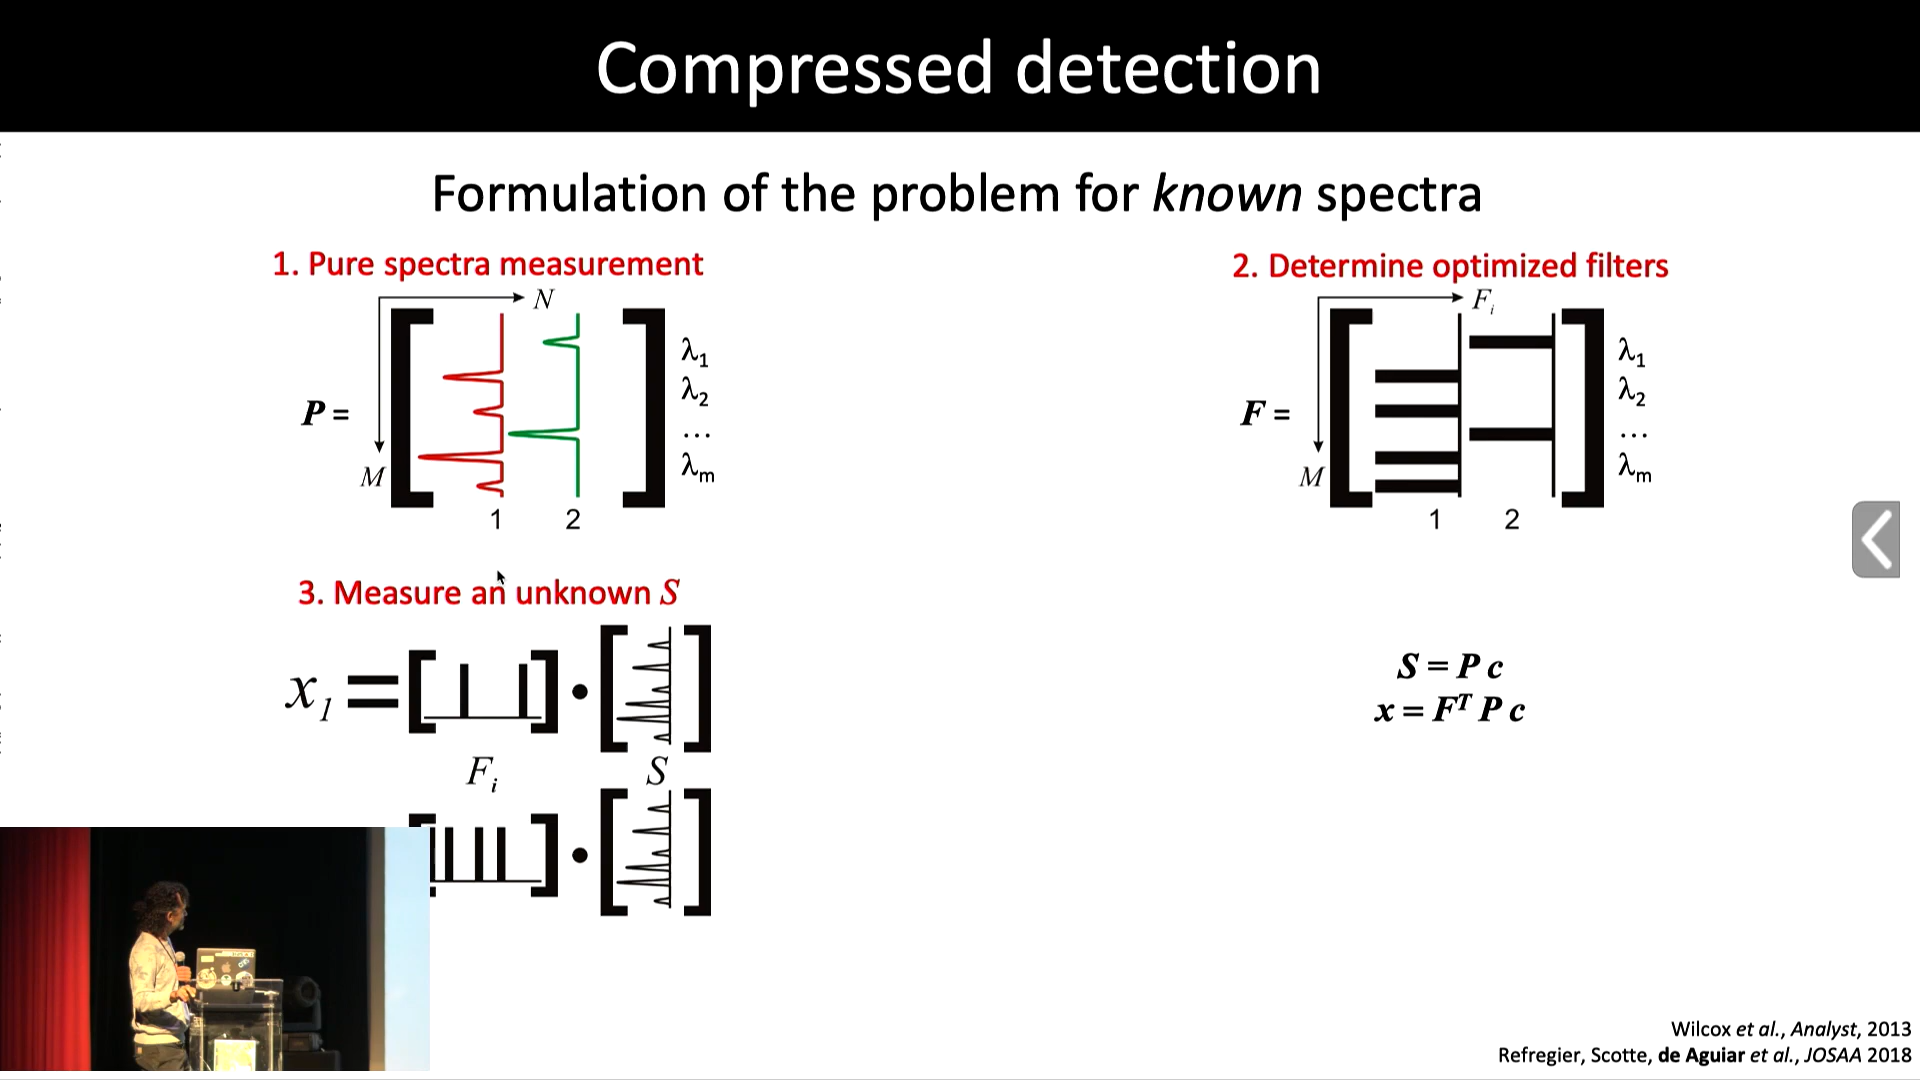 Compressed detection
Formulation of the problem for known spectra
1. Pure spectra measurement
N
P =
M
λ1
λ2
...
λm
1 2
2. Determine optimized filters
Fi
F =
M
λ1
λ2
...
λm
1 2
3. Measure an unknown S
x1 = [ ] • [ ]
Fi S
[ ] • [ ]
S = P c
x = F^T P c
Wilcox et al., Analyst, 2013
Refregier, Scotte, de Aguiar et al., JOSAA 2018